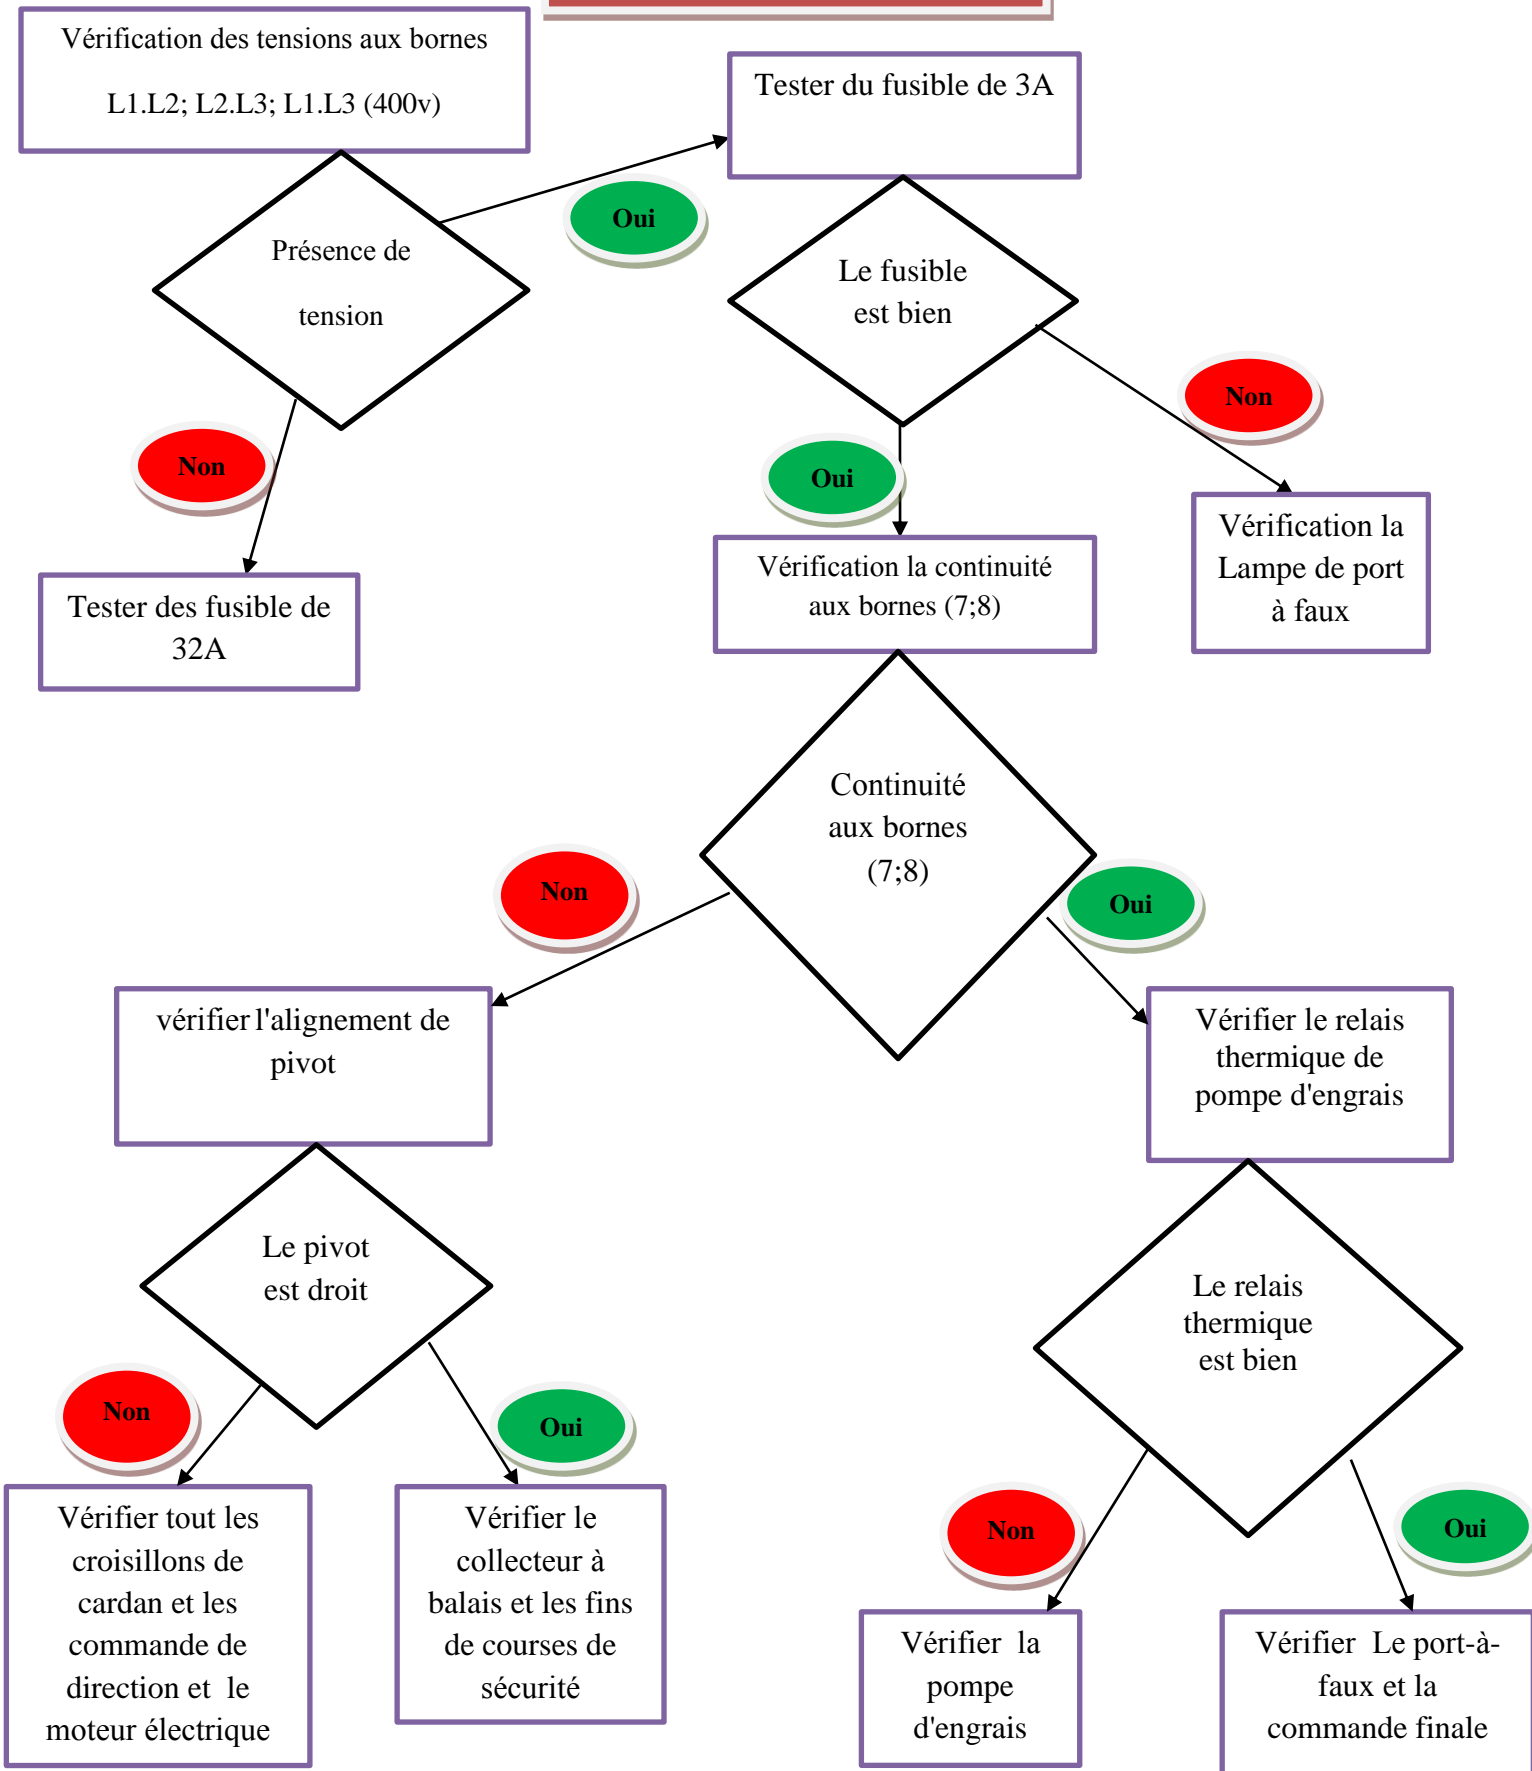 Vérification des tensions aux bornes
L1.L2; L2.L3; L1.L3 (400v)
Tester du fusible de 3A
Oui
Présence de
tension
Le fusible
est bien
Non
Non
Oui
Tester des fusible de
32A
Vérification la continuité
aux bornes (7;8)
Vérification la
Lampe de port
à faux
Continuité
aux bornes
(7;8)
Non
Oui
vérifier l'alignement de
pivot
Vérifier le relais
thermique de
pompe d'engrais
Le pivot
est droit
Le relais
thermique
est bien
Non
Oui
Non
Oui
Vérifier tout les
croisillons de
cardan et les
commande de
direction et le
moteur électrique
Vérifier le
collecteur à
balais et les fins
de courses de
sécurité
Vérifier la
pompe
d'engrais
Vérifier Le port-à-
faux et la
commande finale